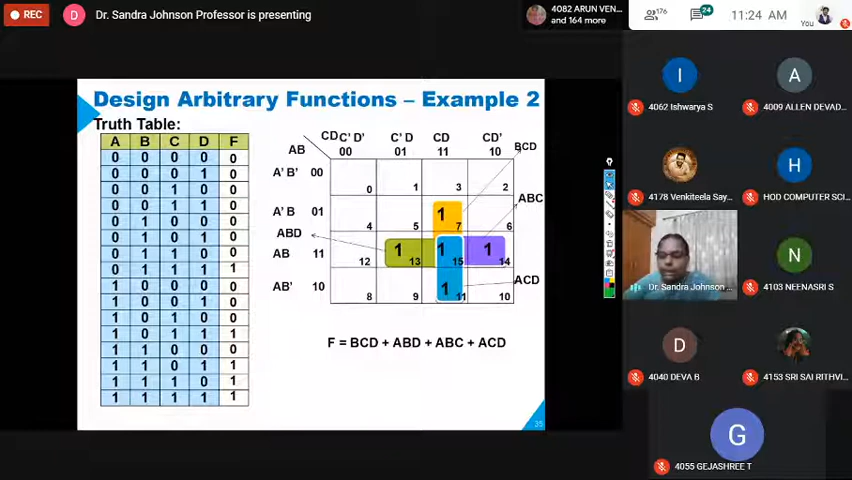 REC
D
Dr. Sandra Johnson Professor is presenting
4082 ARUN VEN...
and 164 more
176
24
11:24 AM
You
Design Arbitrary Functions – Example 2
Truth Table:
A B C D F
0 0 0 0 0
0 0 0 1 0
0 0 1 0 0
0 0 1 1 0
0 1 0 0 0
0 1 0 1 0
0 1 1 0 0
0 1 1 1 1
1 0 0 0 0
1 0 0 1 0
1 0 1 0 0
1 0 1 1 1
1 1 0 0 0
1 1 0 1 1
1 1 1 0 1
1 1 1 1 1
CD C' D' C' D CD CD'
AB 00 01 11 10
BCD
A' B' 00
0 1 3 2
ABC
A' B 01 1
4 5 7 6
ABD
AB 11 1 1 1
12 13 15 14
ACD
AB' 10 1
8 9 11 10
F = BCD + ABD + ABC + ACD
35
I
4062 Ishwarya S
A
4009 ALLEN DEVAD...
4178 Venkiteela Say...
H
HOD COMPUTER SCI...
Dr. Sandra Johnson ...
N
4103 NEENASRI S
D
4040 DEVA B
4153 SRI SAI RITHVI...
G
4055 GEJASHREE T